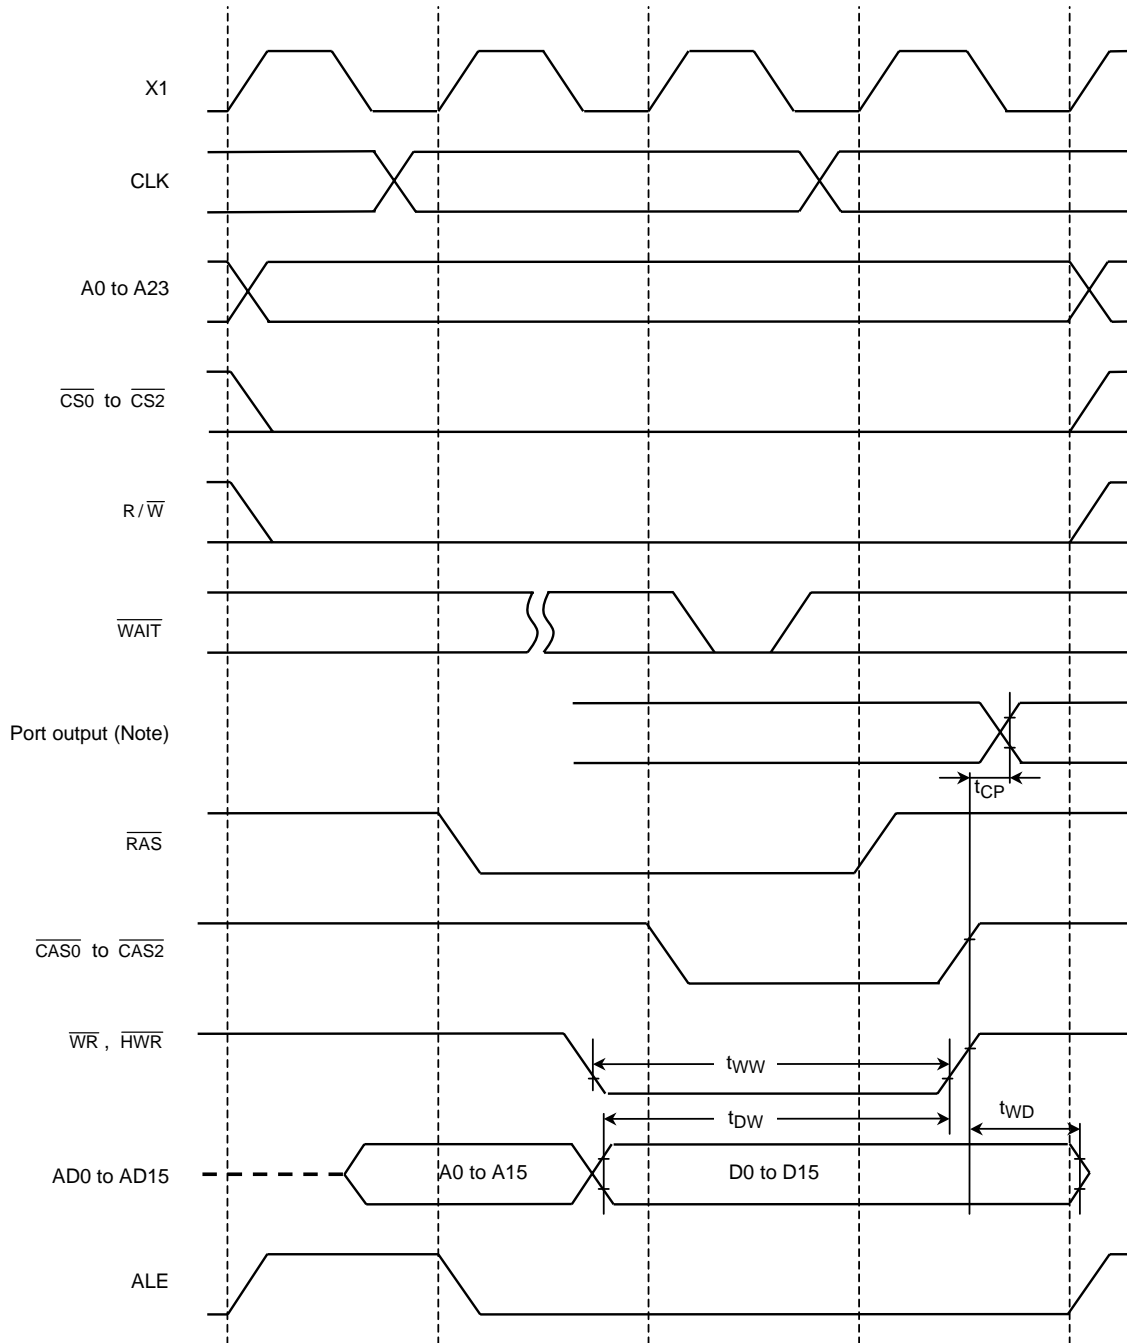 X1
CLK
A0 to A23
CS0 to CS2
R/W
WAIT
Port output (Note)
tCP
RAS
CAS0 to CAS2
WR , HWR
tWW
tDW
tWD
AD0 to AD15
A0 to A15
D0 to D15
ALE